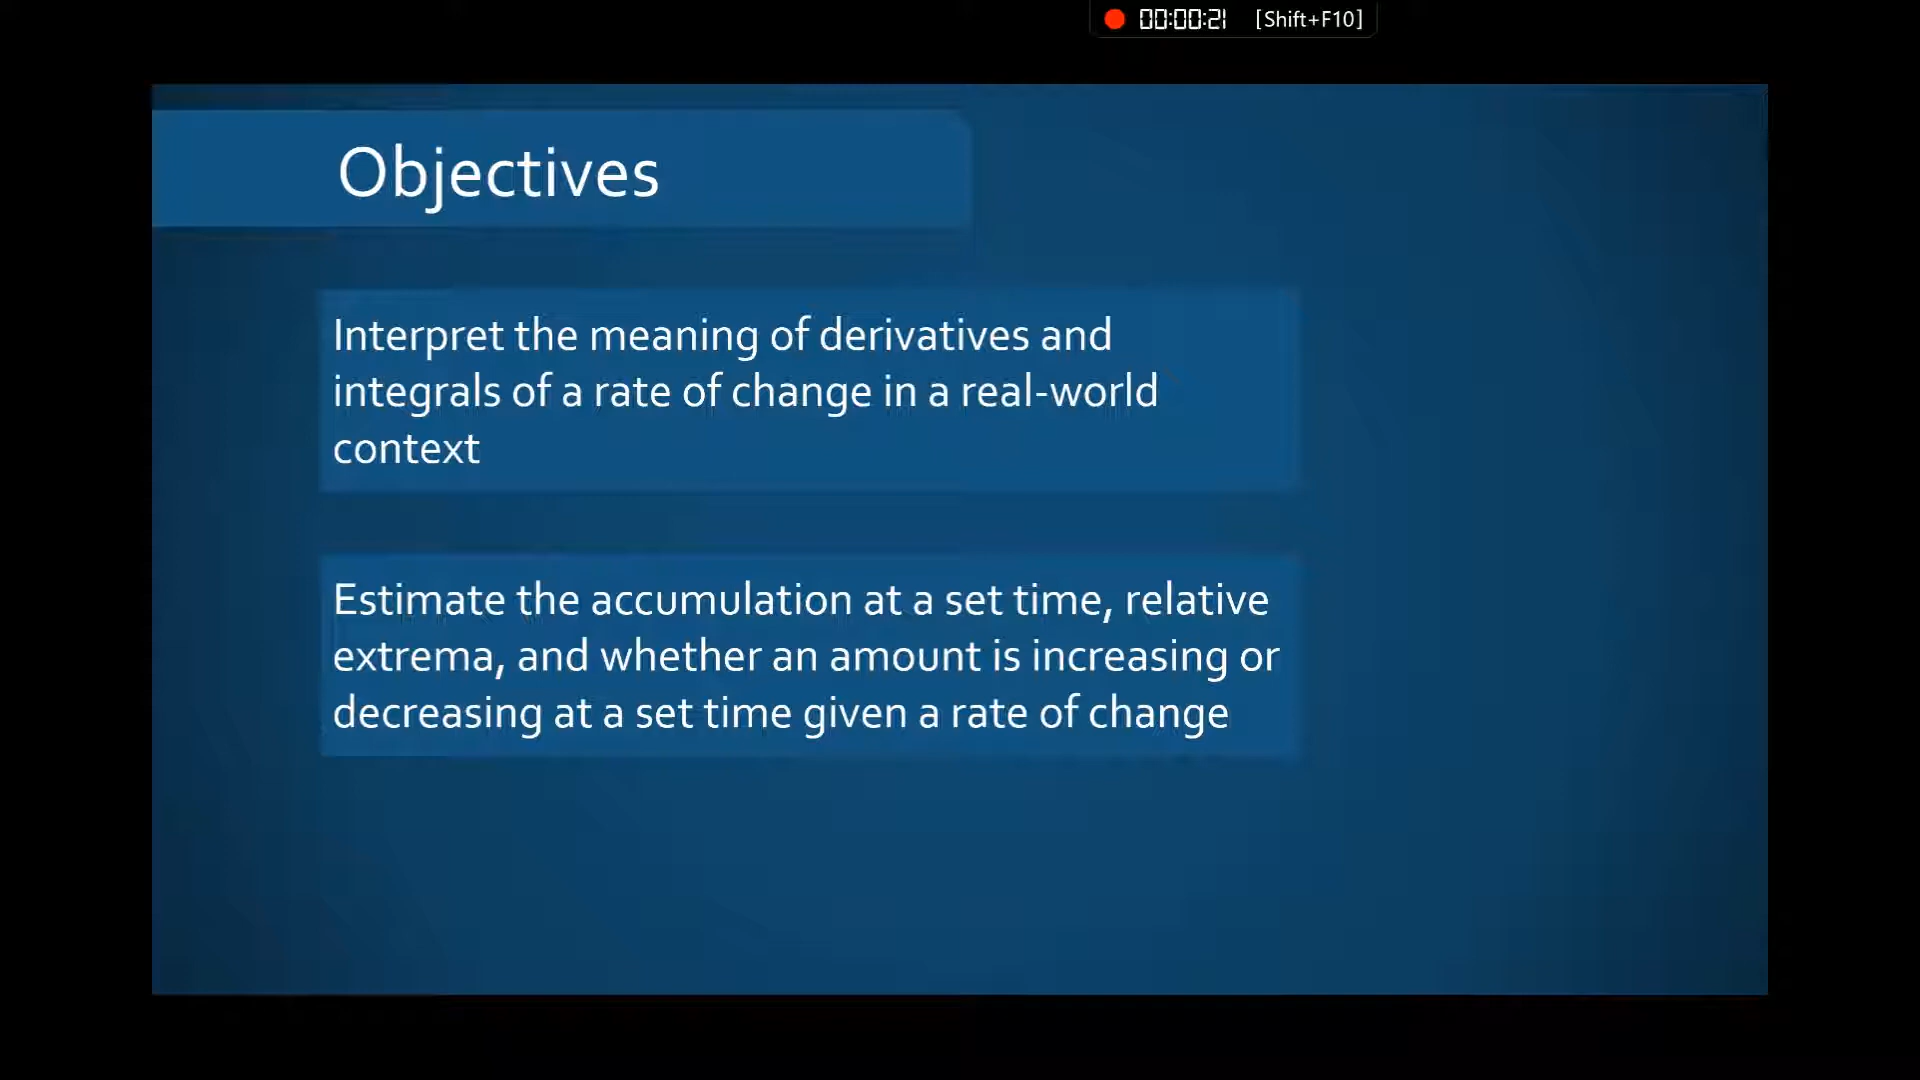 00:00:21 [Shift+F10]
Objectives
Interpret the meaning of derivatives and
integrals of a rate of change in a real-world
context
Estimate the accumulation at a set time, relative
extrema, and whether an amount is increasing or
decreasing at a set time given a rate of change